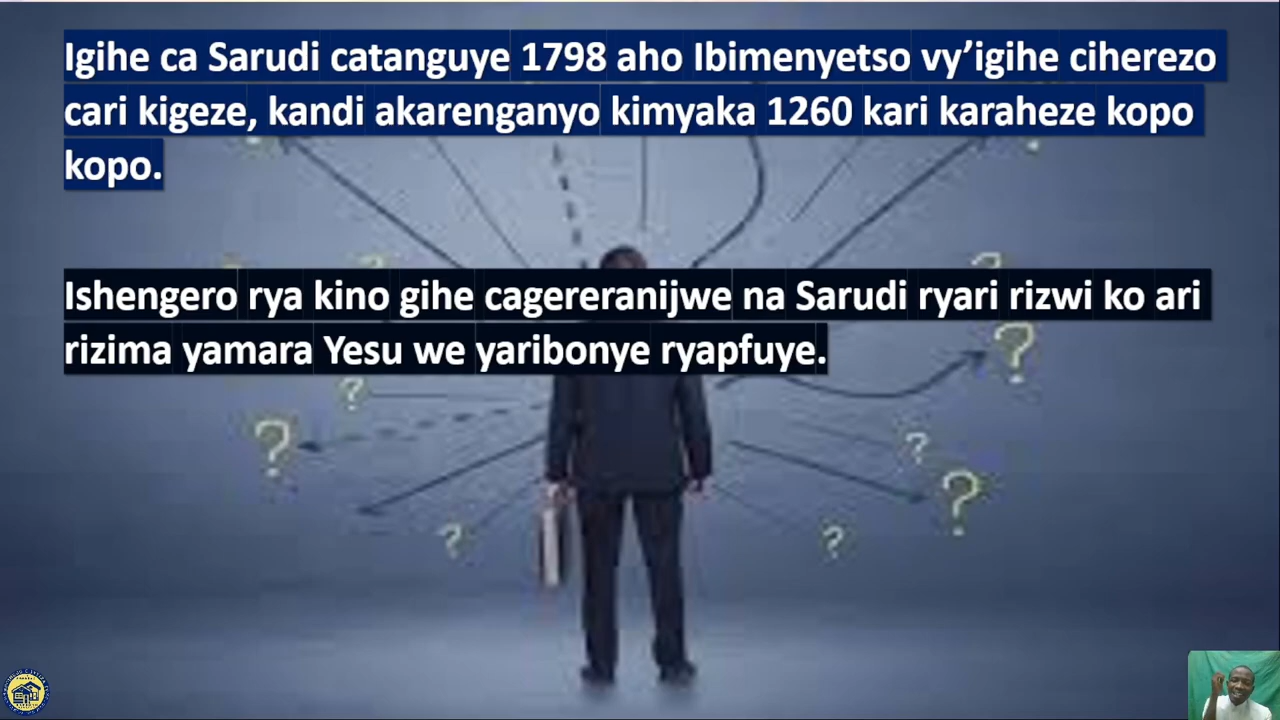 Igihe ca Sarudi catanguye 1798 aho Ibimenyetso vy’igihe ciherezo
cari kigeze, kandi akarenganyo kimyaka 1260 kari karaheze kopo
kopo.
Ishengero rya kino gihe cagereranijwe na Sarudi ryari rizwi ko ari
rizima yamara Yesu we yaribonye ryapfuye.
?
?
?
?
?
?
?
?
?